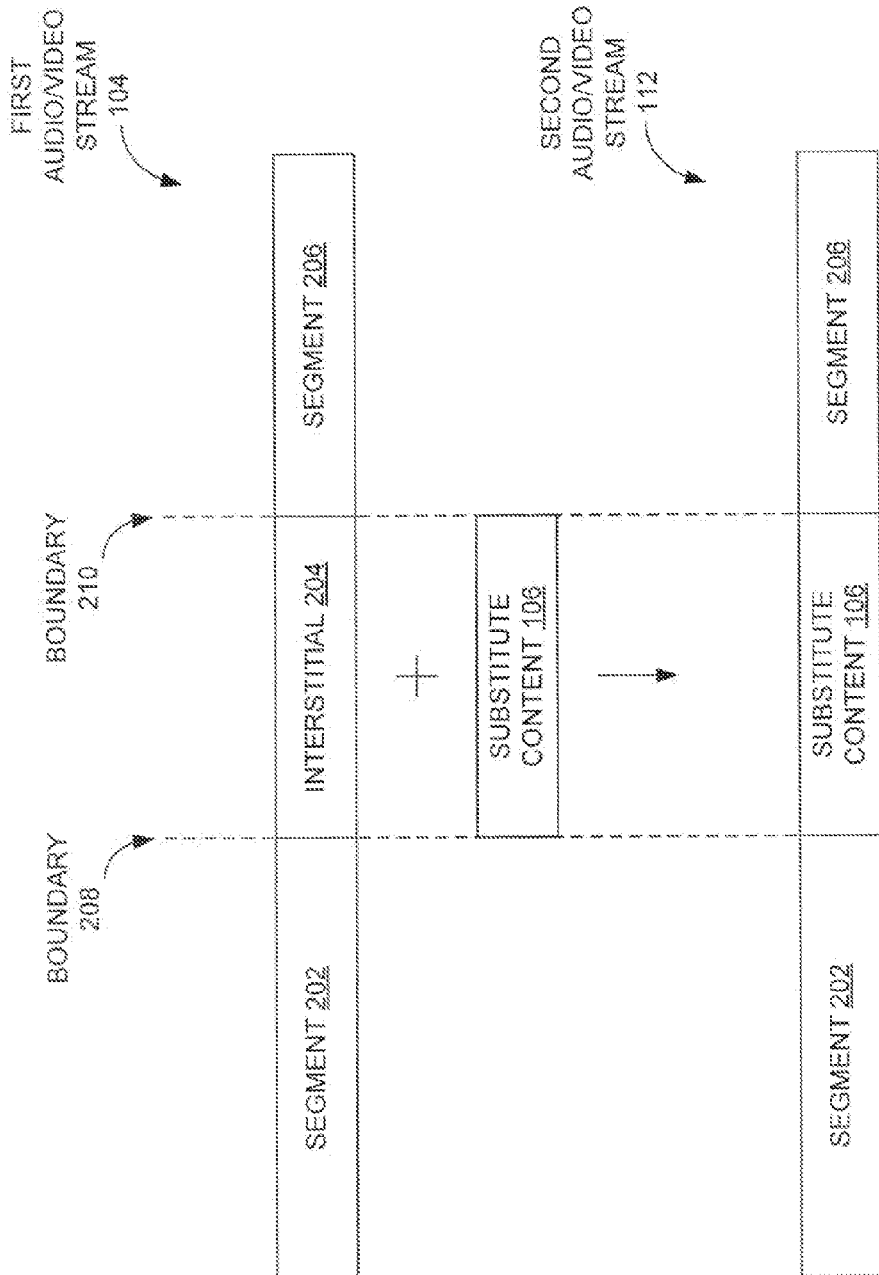 FIRST
AUDIO/VIDEO
STREAM
104
BOUNDARY
210
BOUNDARY
208
SEGMENT 202
INTERSTITIAL 204
SEGMENT 206
+
SUBSTITUTE
CONTENT 106
SECOND
AUDIO/VIDEO
STREAM
112
SEGMENT 202
SUBSTITUTE
CONTENT 106
SEGMENT 206